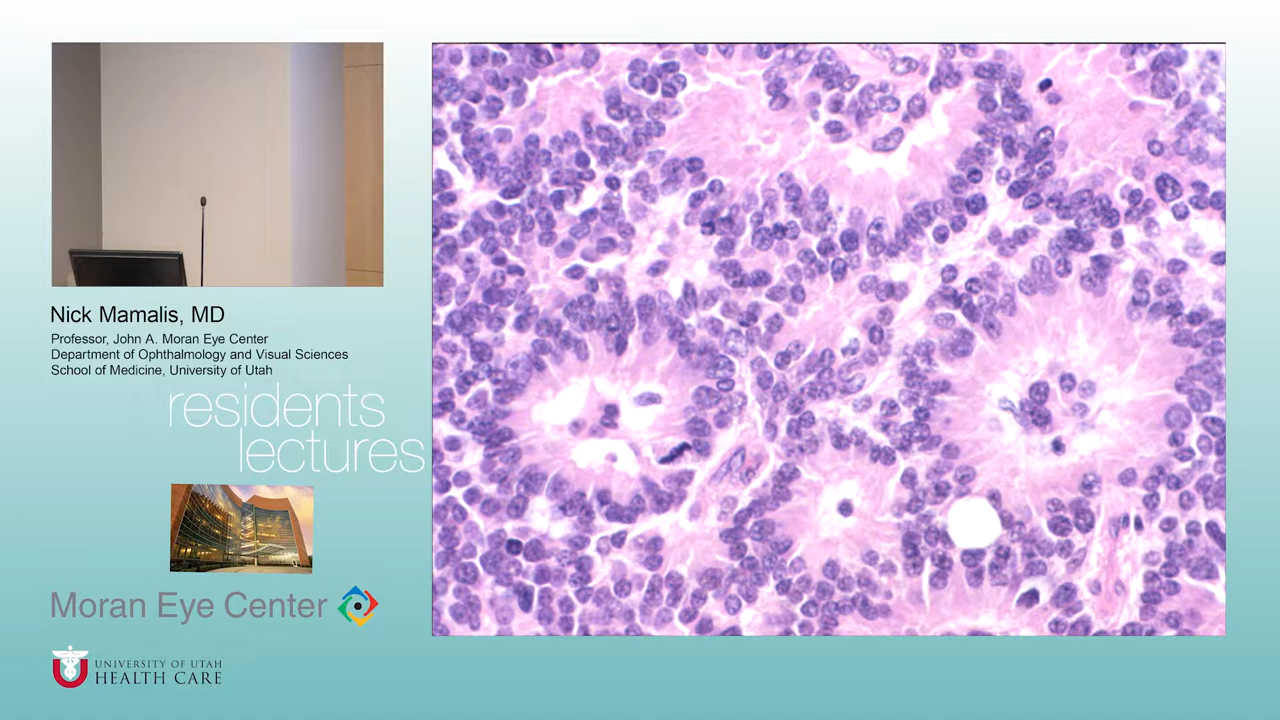 Nick Mamalis, MD
Professor, John A. Moran Eye Center
Department of Ophthalmology and Visual Sciences
School of Medicine, University of Utah
residents
lectures
Moran Eye Center
U
UNIVERSITY OF UTAH
HEALTH CARE